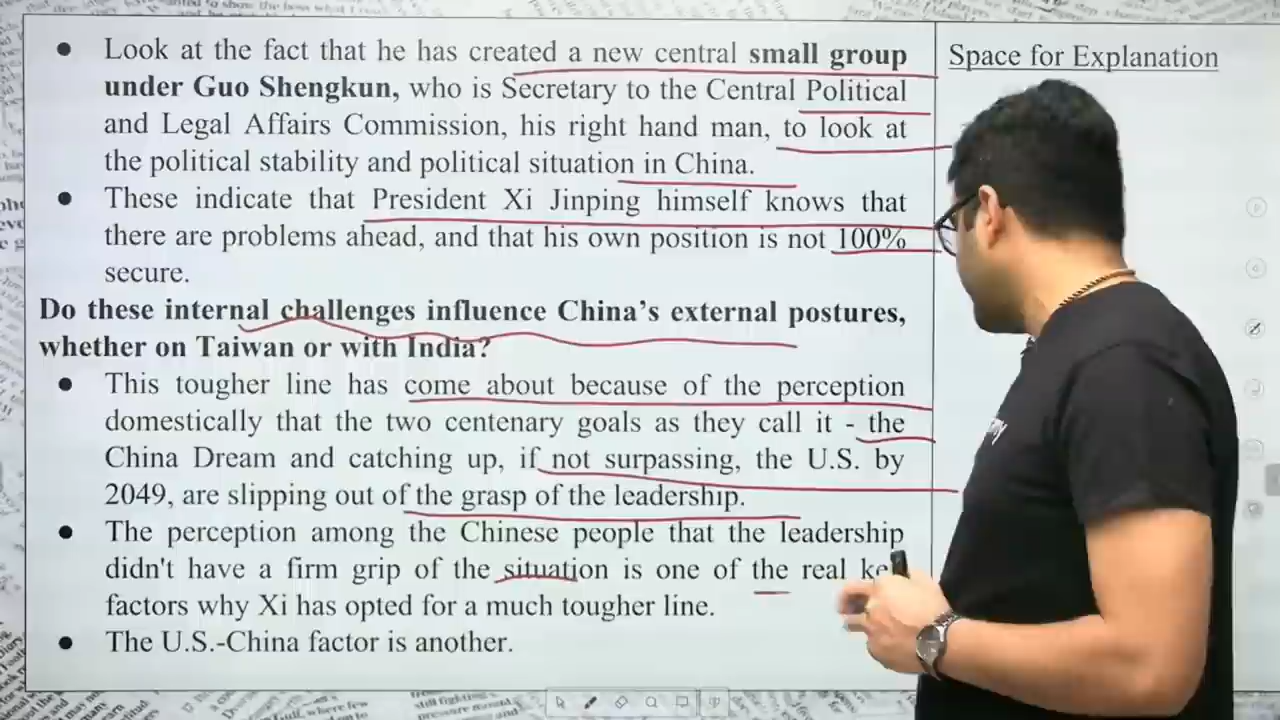 Look at the fact that he has created a new central small group
under Guo Shengkun, who is Secretary to the Central Political
and Legal Affairs Commission, his right hand man, to look at
the political stability and political situation in China.
These indicate that President Xi Jinping himself knows that
there are problems ahead, and that his own position is not 100%
secure.
Do these internal challenges influence China's external postures,
whether on Taiwan or with India?
This tougher line has come about because of the perception
domestically that the two centenary goals as they call it - the
China Dream and catching up, if not surpassing, the U.S. by
2049, are slipping out of the grasp of the leadership.
The perception among the Chinese people that the leadership
didn't have a firm grip of the situation is one of the real
factors why Xi has opted for a much tougher line.
The U.S.-China factor is another.
Space for Explanation